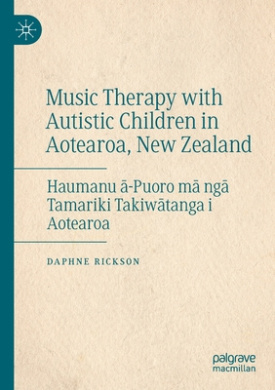 Music Therapy with
Autistic Children in
Aotearoa, New Zealand
Haumanu ā-Puoro mā ngā
Tamariki Takiwātanga i
Aotearoa
DAPHNE RICKSON
palgrave
macmillan